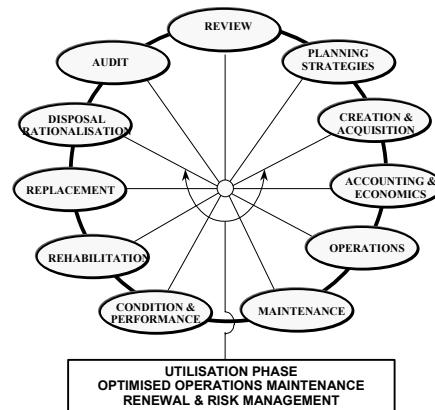 REVIEW
PLANNING
STRATEGIES
CREATION &
ACQUISITION
ACCOUNTING &
ECONOMICS
OPERATIONS
MAINTENANCE
CONDITION &
PERFORMANCE
REHABILITATION
REPLACEMENT
DISPOSAL
RATIONALISATION
AUDIT
UTILISATION PHASE
OPTIMISED OPERATIONS MAINTENANCE
RENEWAL & RISK MANAGEMENT